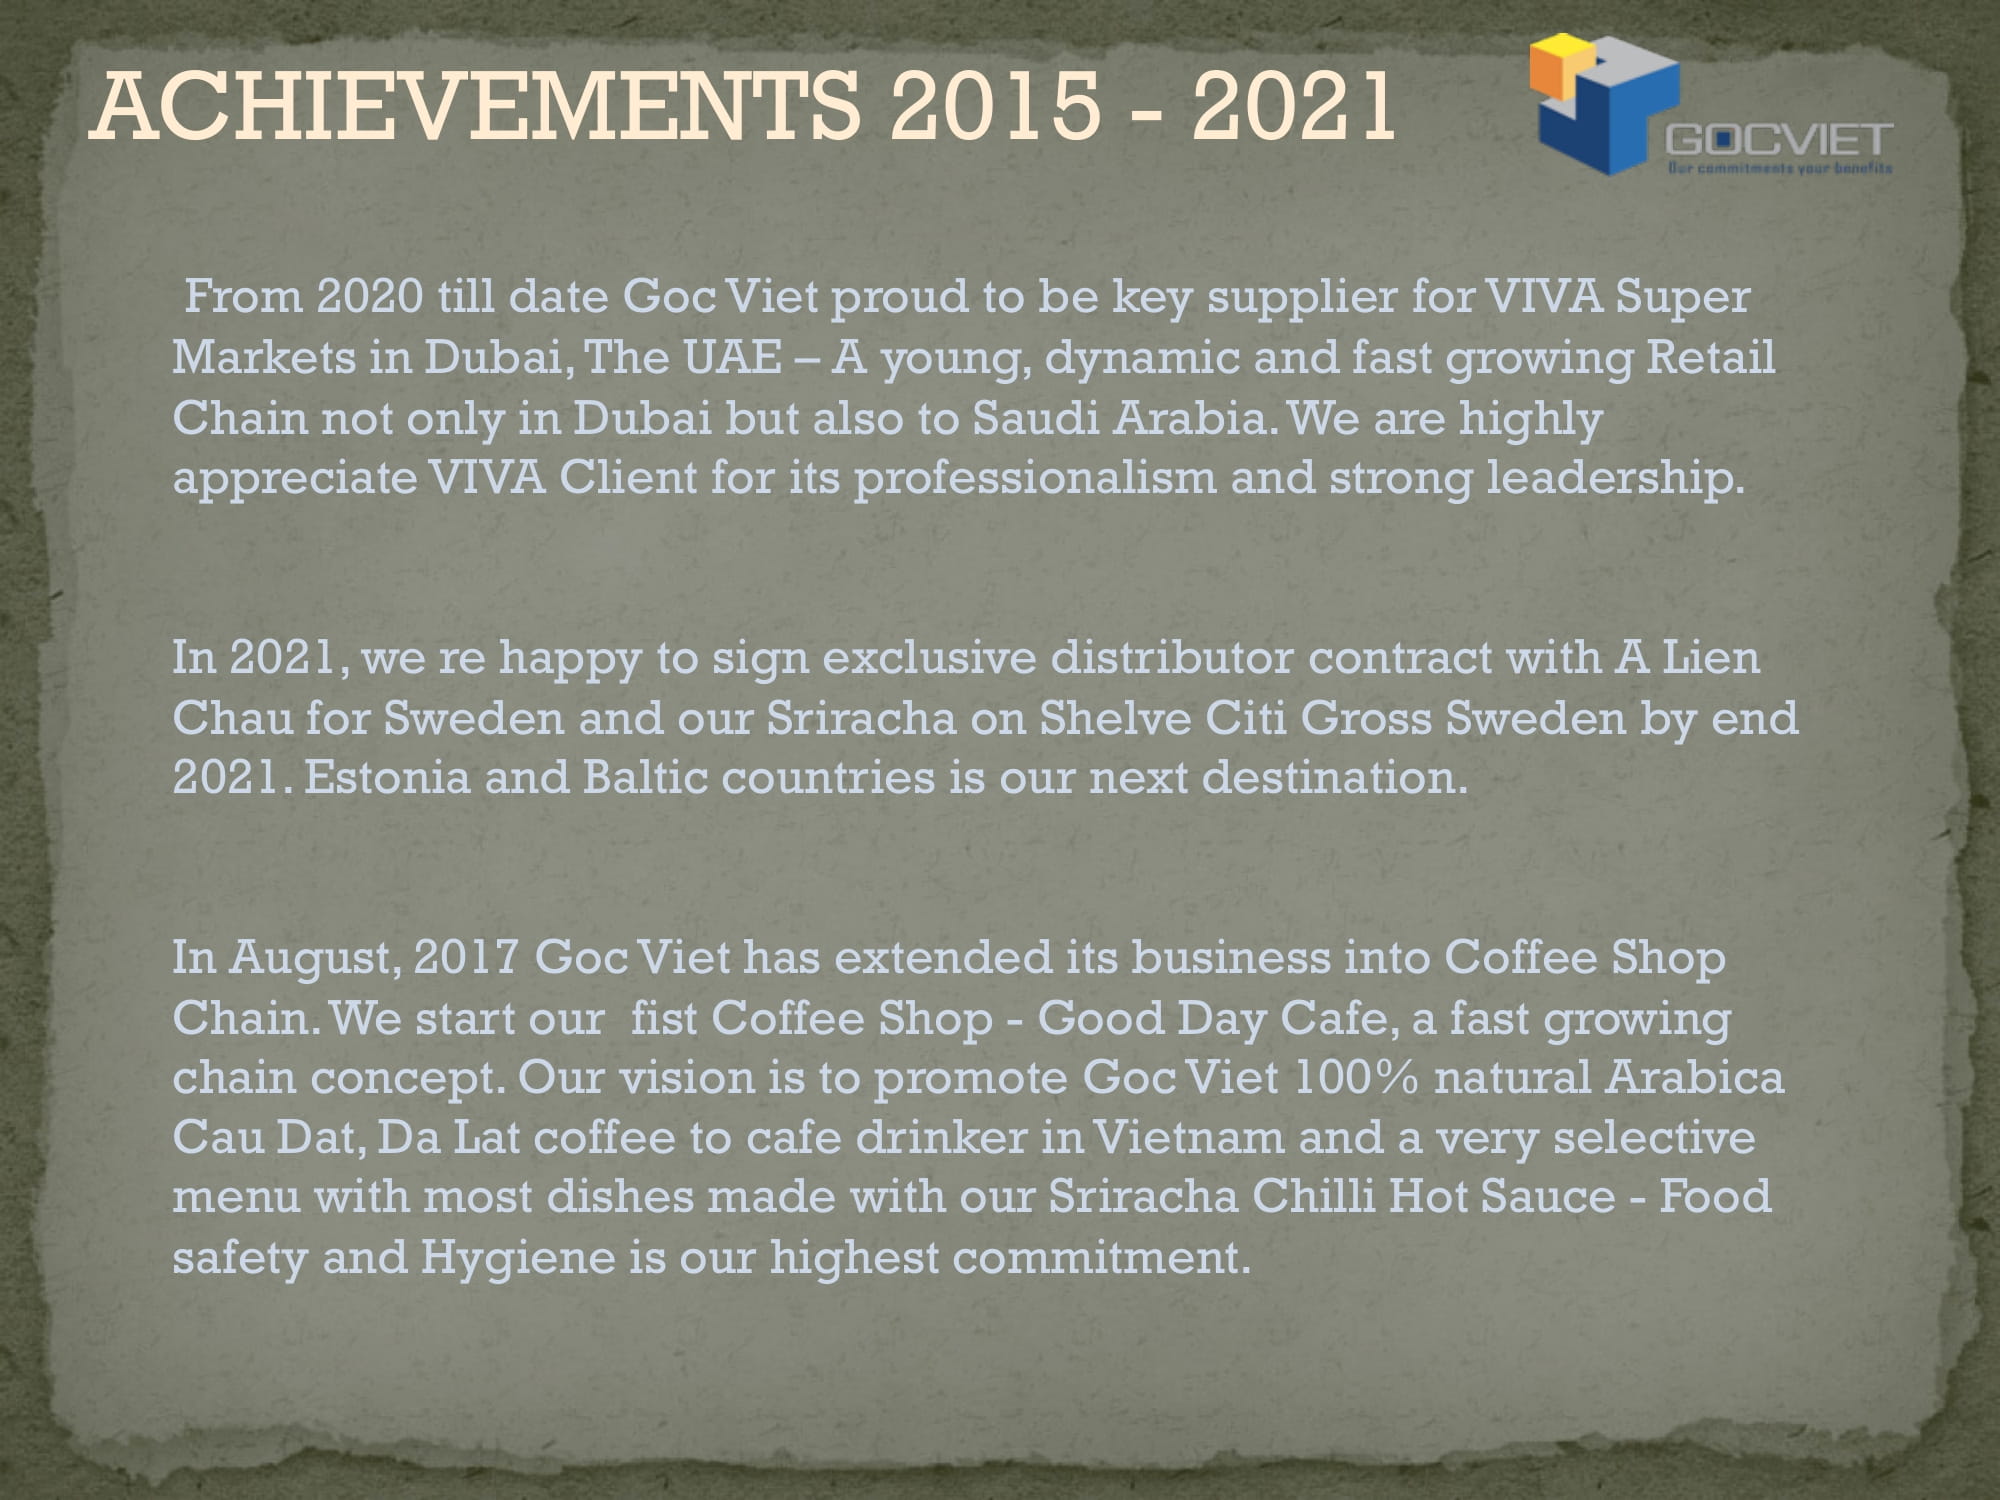 ACHIEVEMENTS 2015 - 2021
GOCVIET
Our commitments your benefits
From 2020 till date Goc Viet proud to be key supplier for VIVA Super
Markets in Dubai, The UAE – A young, dynamic and fast growing Retail
Chain not only in Dubai but also to Saudi Arabia. We are highly
appreciate VIVA Client for its professionalism and strong leadership.
In 2021, we re happy to sign exclusive distributor contract with A Lien
Chau for Sweden and our Sriracha on Shelve Citi Gross Sweden by end
2021. Estonia and Baltic countries is our next destination.
In August, 2017 Goc Viet has extended its business into Coffee Shop
Chain. We start our fist Coffee Shop - Good Day Cafe, a fast growing
chain concept. Our vision is to promote Goc Viet 100% natural Arabica
Cau Dat, Da Lat coffee to cafe drinker in Vietnam and a very selective
menu with most dishes made with our Sriracha Chilli Hot Sauce - Food
safety and Hygiene is our highest commitment.